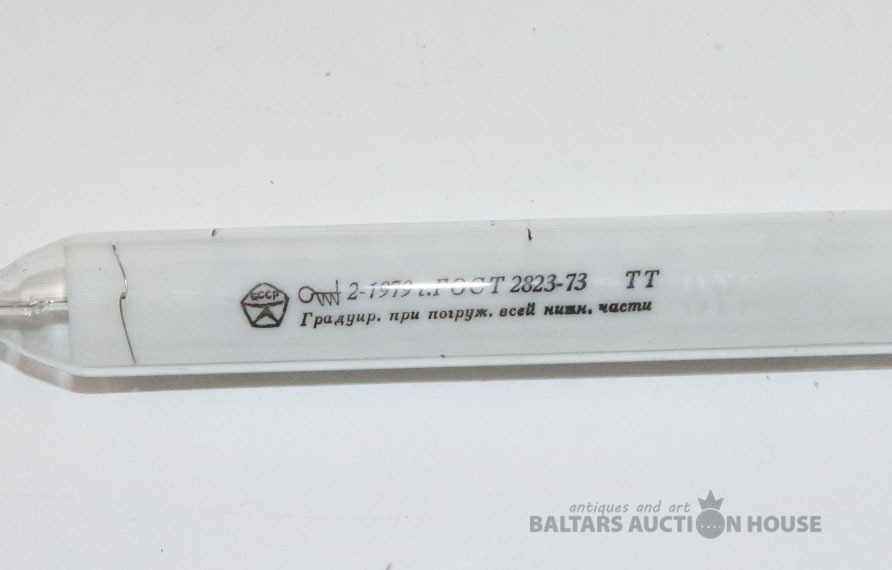 СССР
2-1979 г. ГОСТ 2823-73 ТТ
Градуир. при погруж. всей нижн. части
antiques and art
BALTARS AUCTION HOUSE